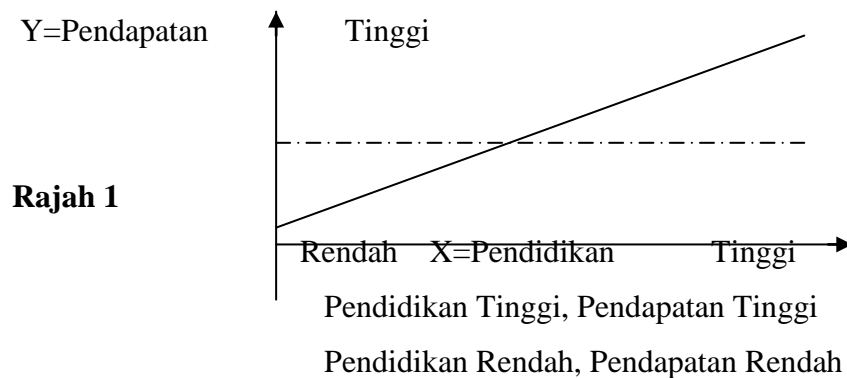 Y=Pendapatan Tinggi
Rajah 1
Rendah X=Pendidikan Tinggi
Pendidikan Tinggi, Pendapatan Tinggi
Pendidikan Rendah, Pendapatan Rendah